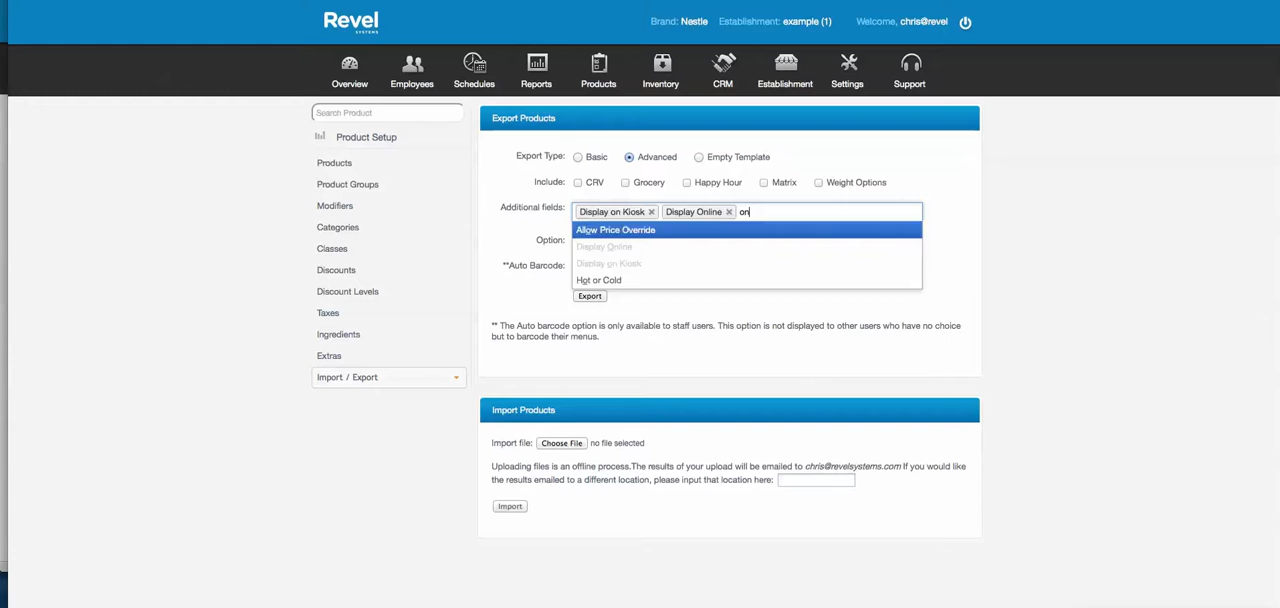 Revel
SYSTEMS
Brand: Nestle Establishment: example (1) Welcome, chris@revel
Overview Employees Schedules Reports Products Inventory CRM Establishment Settings Support
Search Product
Product Setup
Products
Product Groups
Modifiers
Categories
Classes
Discounts
Discount Levels
Taxes
Ingredients
Extras
Import / Export
Export Products
Export Type: Basic Advanced Empty Template
Include: CRV Grocery Happy Hour Matrix Weight Options
Additional fields: Display on Kiosk Display Online on
Allow Price Override
Option: Display Online
**Auto Barcode: Display on Kiosk
Hot or Cold
Export
** The Auto barcode option is only available to staff users. This option is not displayed to other users who have no choice
but to barcode their menus.
Import Products
Import file: Choose File no file selected
Uploading files is an offline process.The results of your upload will be emailed to chris@revelsystems.com If you would like
the results emailed to a different location, please input that location here:
Import